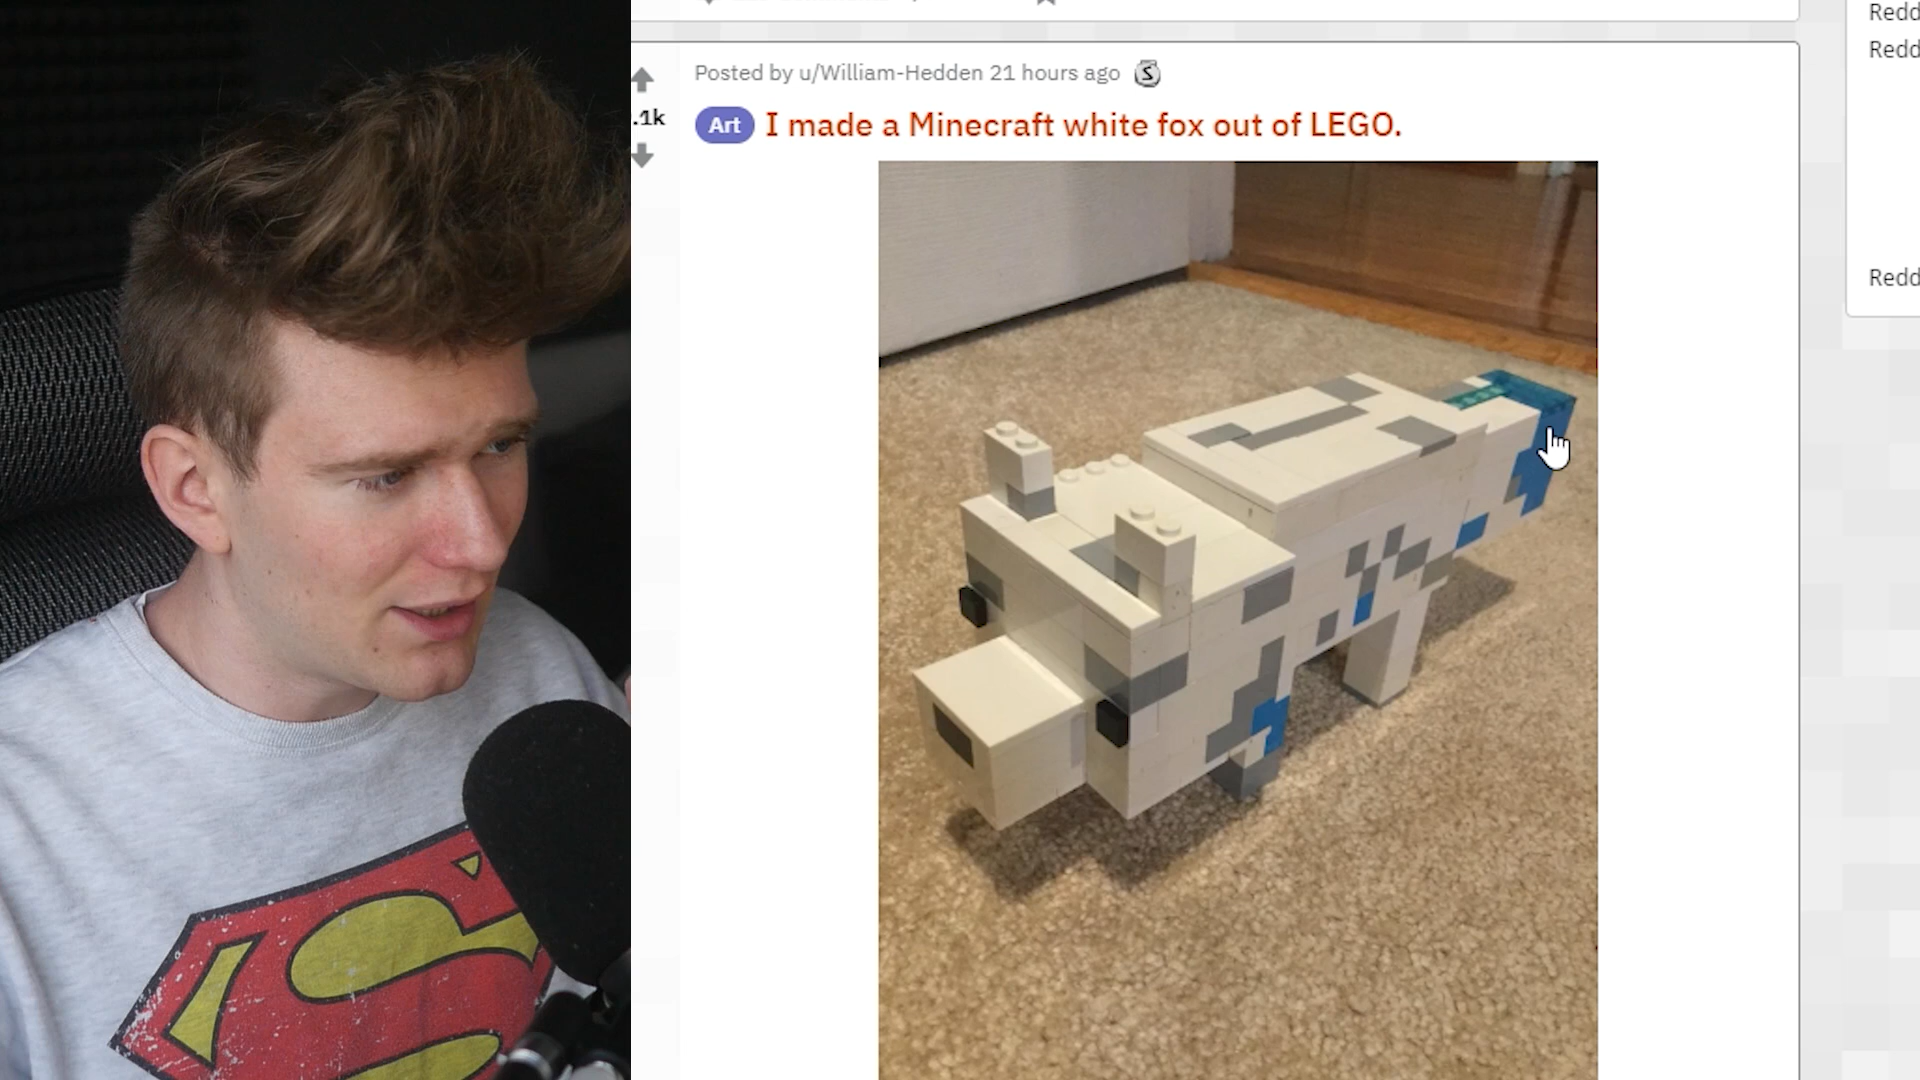 Posted by u/William-Hedden 21 hours ago
.1k
Art I made a Minecraft white fox out of LEGO.
Redd
Redd
Redd
S